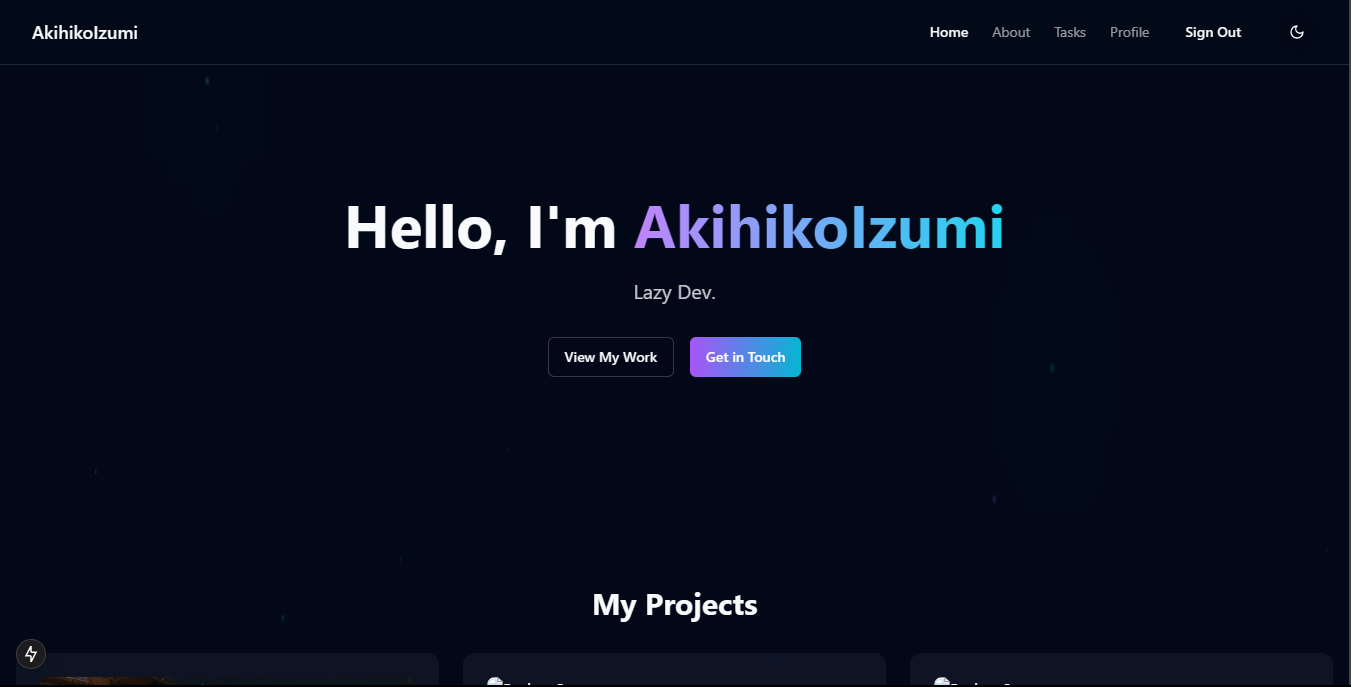 AkihikoIzumi
Home About Tasks Profile Sign Out
Hello, I'm AkihikoIzumi
Lazy Dev.
View My Work Get in Touch
My Projects